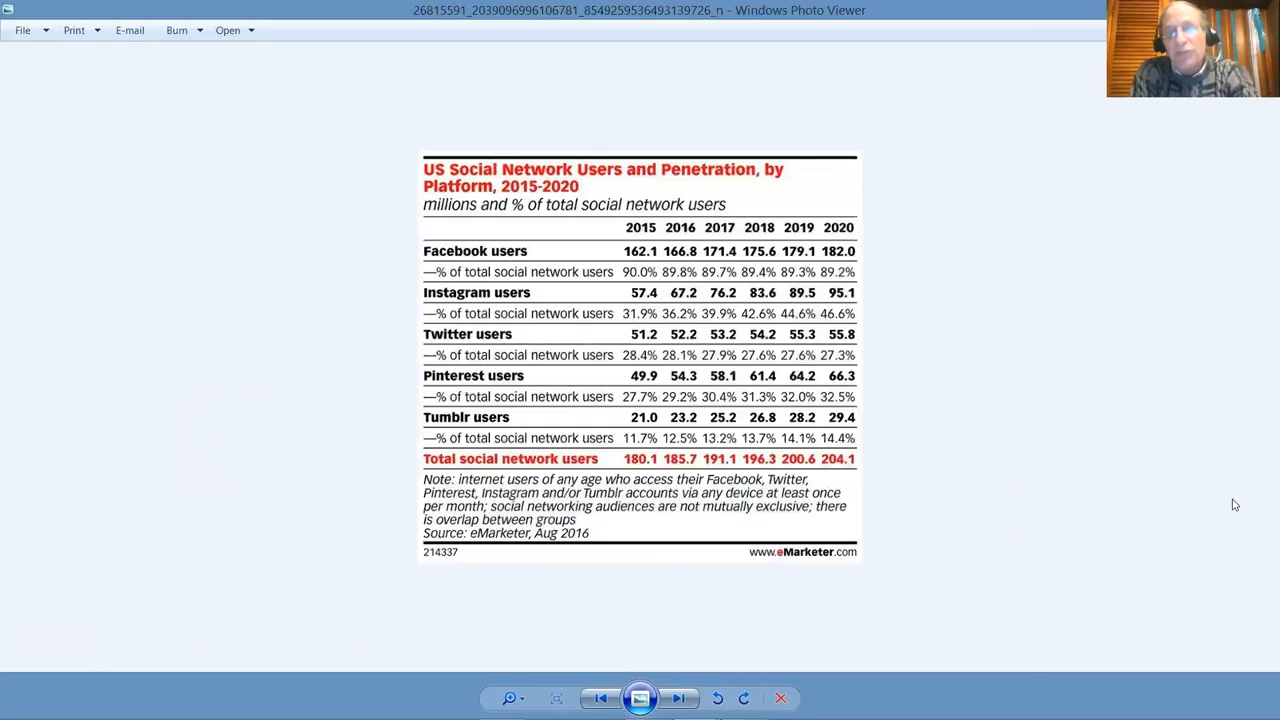 26815591_2039096996106781_8549259536493139726_n - Windows Photo Viewer
File Print E-mail Burn Open
US Social Network Users and Penetration, by
Platform, 2015-2020
millions and % of total social network users
2015 2016 2017 2018 2019 2020
Facebook users 162.1 166.8 171.4 175.6 179.1 182.0
—% of total social network users 90.0% 89.8% 89.7% 89.4% 89.3% 89.2%
Instagram users 57.4 67.2 76.2 83.6 89.5 95.1
—% of total social network users 31.9% 36.2% 39.9% 42.6% 44.6% 46.6%
Twitter users 51.2 52.2 53.2 54.2 55.3 55.8
—% of total social network users 28.4% 28.1% 27.9% 27.6% 27.6% 27.3%
Pinterest users 49.9 54.3 58.1 61.4 64.2 66.3
—% of total social network users 27.7% 29.2% 30.4% 31.3% 32.0% 32.5%
Tumblr users 21.0 23.2 25.2 26.8 28.2 29.4
—% of total social network users 11.7% 12.5% 13.2% 13.7% 14.1% 14.4%
Total social network users 180.1 185.7 191.1 196.3 200.6 204.1
Note: internet users of any age who access their Facebook, Twitter,
Pinterest, Instagram and/or Tumblr accounts via any device at least once
per month; social networking audiences are not mutually exclusive; there
is overlap between groups
Source: eMarketer, Aug 2016
214337 www.eMarketer.com